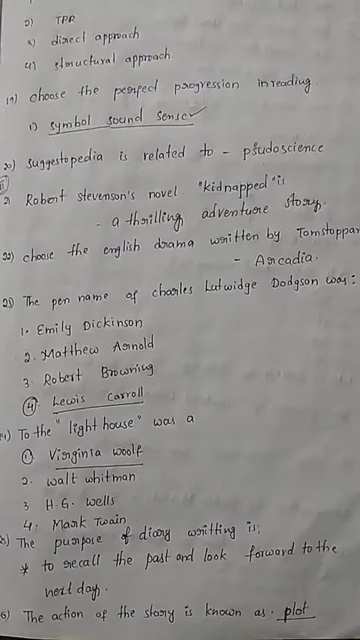 2) TPR
3) direct approach
4) structural approach
19) choose the perfect progression in reading
1) symbol sound sense ✓
20) suggestopedia is related to - psudoscience
21 Robert Stevenson's novel "kidnapped" is
- a thrilling adventure story.
22) choose the english drama written by Tomstoppar
- Arcadia.
23) The pen name of charles Lutwidge Dodgson was:
1. Emily Dickinson
2. Matthew Arnold
3. Robert Browning
4. Lewis Carroll
4) To the "light house" was a
1 Virginia woolf
2. walt whitman
3. H.G. wells
4. Mark Twain
5) The purpose of diary writting is:
* to recall the past and look forward to the
next day.
6) The action of the story is known as. plot